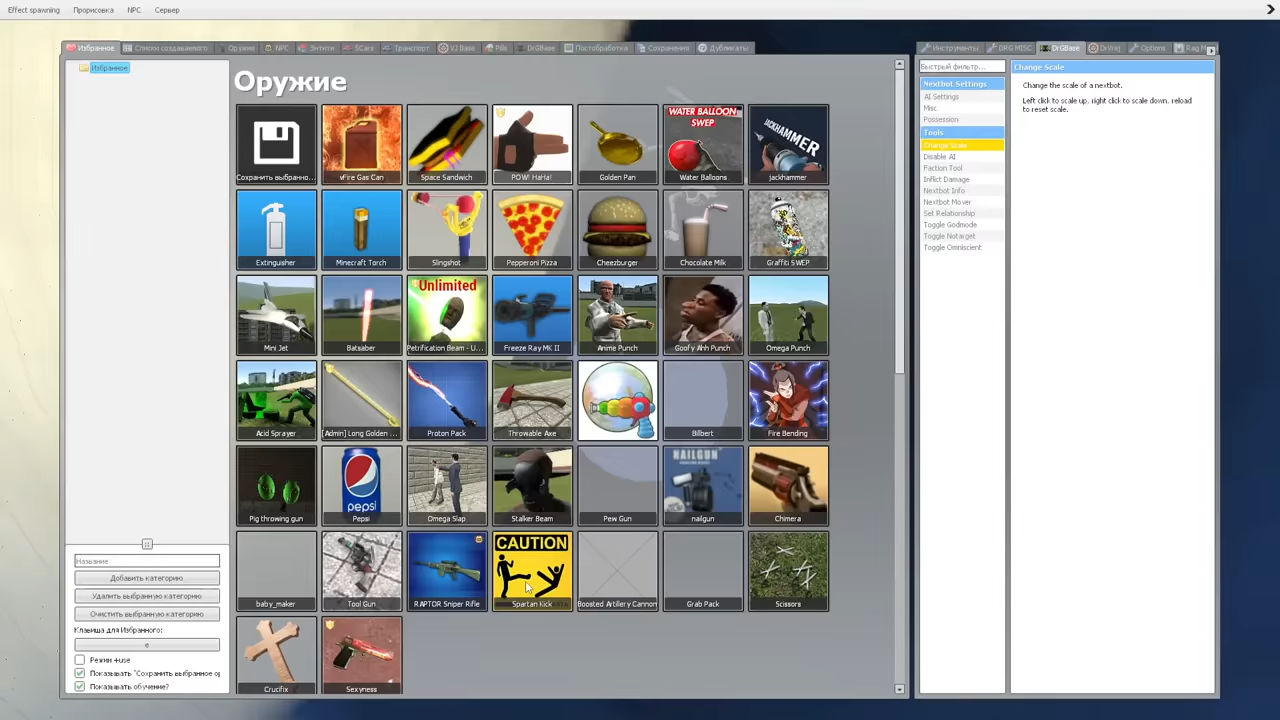 Effect spawning Прорисовка NPC Сервер
Избранное Списки создаваемого Оружие NPC Энтити SCars Транспорт VJ Base Pills DrGBase Постобработка Сохранения Дубликаты
Инструменты DRG MISC DrGBase DrVrej Options Rag M
Избранное
Оружие
Сохранить выбранно... vFire Gas Can Space Sandwich POW! HaHa! Golden Pan WATER BALLOON SWEP Water Balloons JACKHAMMER jackhammer
Extinguisher Minecraft Torch Slingshot Pepperoni Pizza Cheezburger Chocolate Milk Graffiti SWEP
Unlimited
Mini Jet Batsaber Petrification Beam - U... Freeze Ray MK II Anime Punch Goofy Ahh Punch Omega Punch
Acid Sprayer [Admin] Long Golden ... Proton Pack Throwable Axe Bilbert Fire Bending
pepsi NAILGUN
Pig throwing gun Pepsi Omega Slap Stalker Beam Pew Gun nailgun Chimera
CAUTION
baby_maker Tool Gun RAPTOR Sniper Rifle Spartan Kick Boosted Artillery Cannon Grab Pack Scissors
Crucifix Sexyness
Название
Добавить категорию
Удалить выбранную категорию
Очистить выбранную категорию
Клавиша для Избранного:
e
Режим +use
Показывать "Сохранить выбранное ор
Показывать обучение?
Быстрый фильтр...
Nextbot Settings
AI Settings
Misc
Possession
Tools
Change Scale
Disable AI
Faction Tool
Inflict Damage
Nextbot Info
Nextbot Mover
Set Relationship
Toggle Godmode
Toggle Notarget
Toggle Omniscient
Change Scale
Change the scale of a nextbot.
Left click to scale up, right click to scale down, reload
to reset scale.